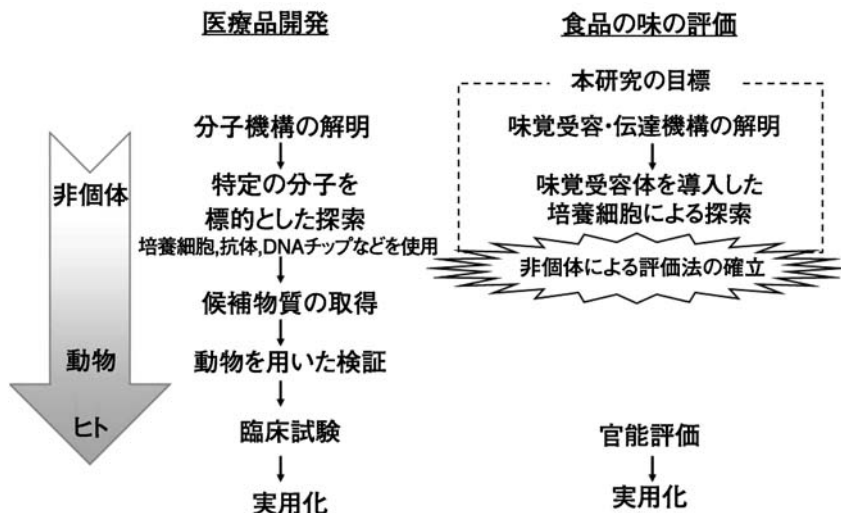 医療品開発
食品の味の評価
本研究の目標
非個体
動物
ヒト
分子機構の解明
特定の分子を
標的とした探索
培養細胞,抗体,DNAチップなどを使用
候補物質の取得
動物を用いた検証
臨床試験
実用化
味覚受容・伝達機構の解明
味覚受容体を導入した
培養細胞による探索
非個体による評価法の確立
官能評価
実用化